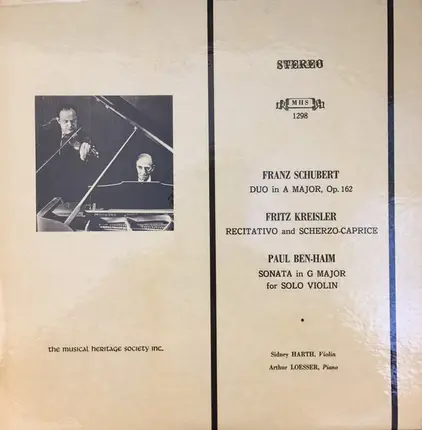 STEREO
MHS
1298
FRANZ SCHUBERT
DUO in A MAJOR, Op. 162
FRITZ KREISLER
RECITATIVO and SCHERZO-CAPRICE
PAUL BEN-HAIM
SONATA in G MAJOR
for SOLO VIOLIN
Sidney HARTH, Violin
Arthur LOESSER, Piano
the musical heritage society inc.